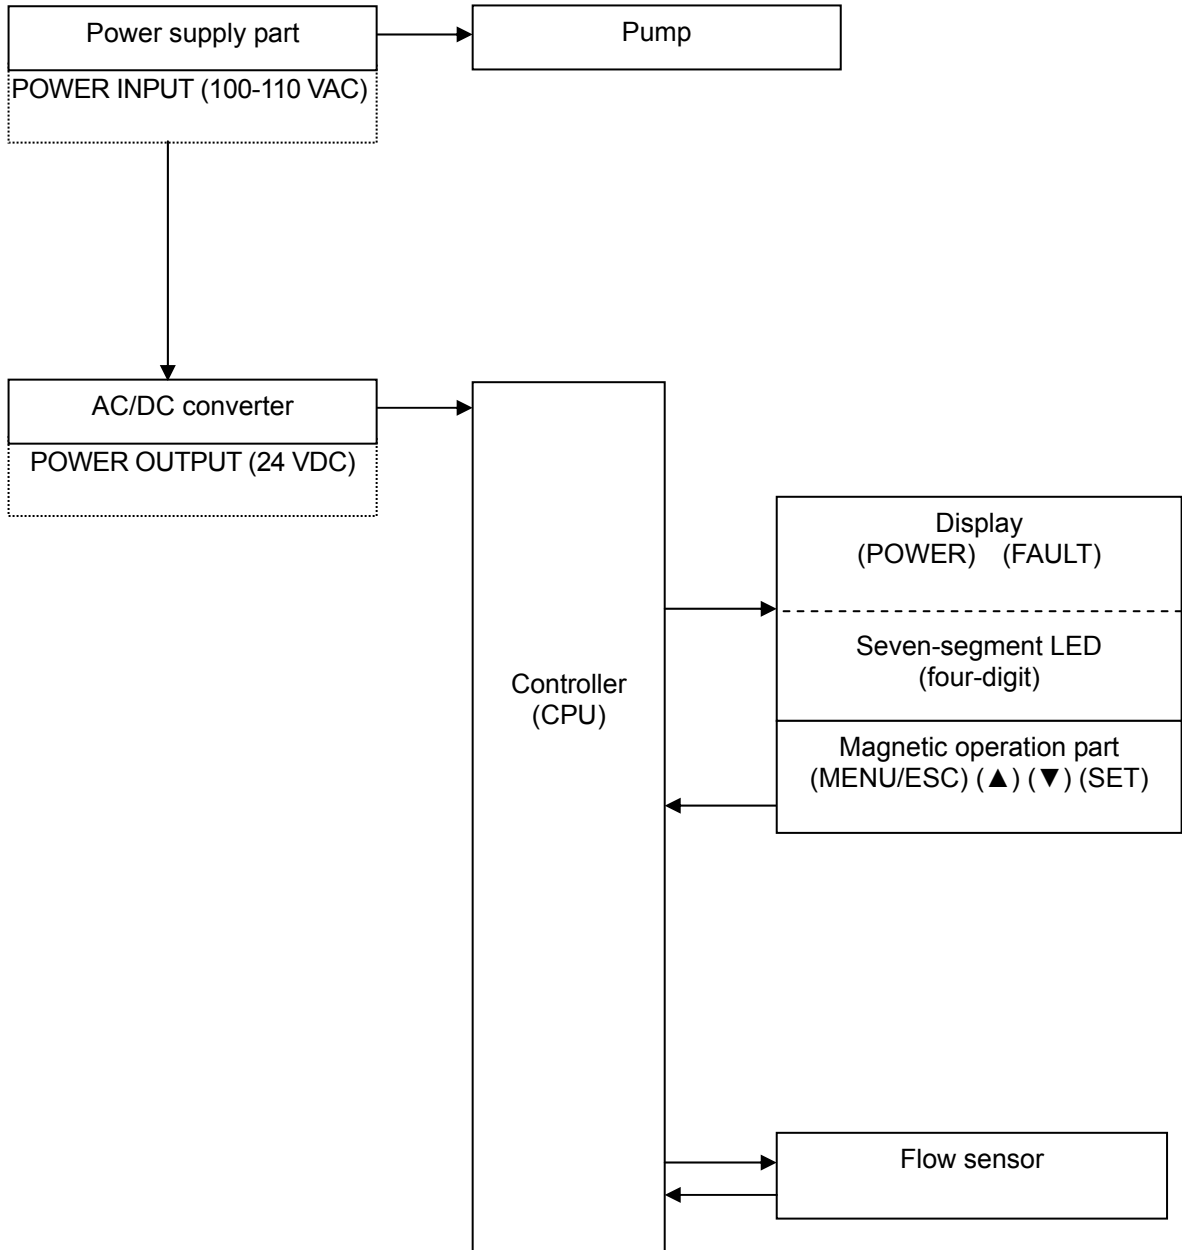 Power supply part
POWER INPUT (100-110 VAC)
Pump
AC/DC converter
POWER OUTPUT (24 VDC)
Controller
(CPU)
Display
(POWER) (FAULT)
Seven-segment LED
(four-digit)
Magnetic operation part
(MENU/ESC) (▲) (▼) (SET)
Flow sensor